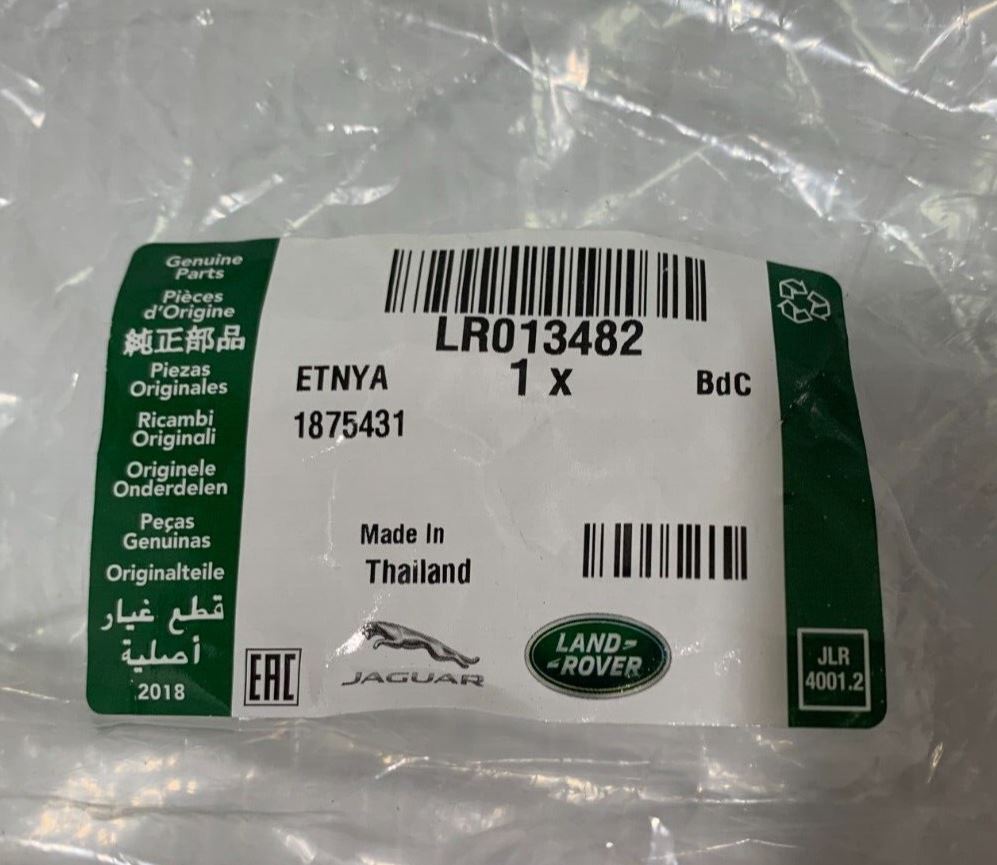 Genuine
Parts
Pièces
d'Origine
純正部品
Piezas
Originales
Ricambi
Originali
Originele
Onderdelen
Peças
Genuinas
Originalteile
قطع غيار
أصلية
2018
LR013482
ETNYA 1 x BdC
1875431
Made In
Thailand
EAC
JAGUAR
LAND-
-ROVER
JLR
4001.2